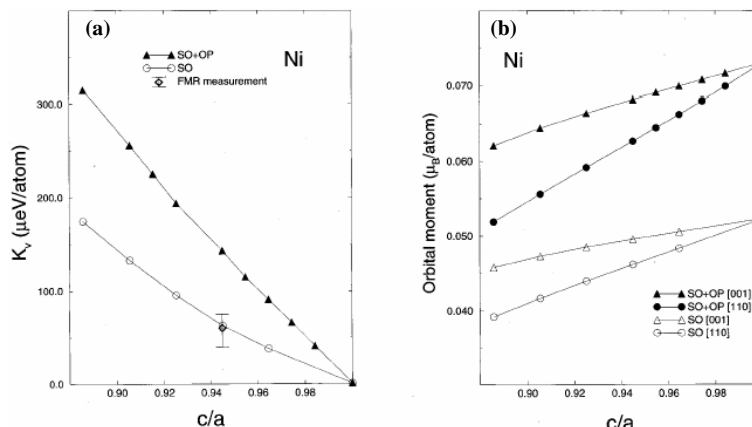 (a)
SO+OP
SO
FMR measurement
Ni
300.0
200.0
100.0
0.0
Kv (μeV/atom)
0.90 0.92 0.94 0.96 0.98
c/a
(b)
Ni
0.070
0.060
0.050
0.040
Orbital moment (μB/atom)
SO+OP [001]
SO+OP [110]
SO [001]
SO [110]
0.90 0.92 0.94 0.96 0.98
c/a